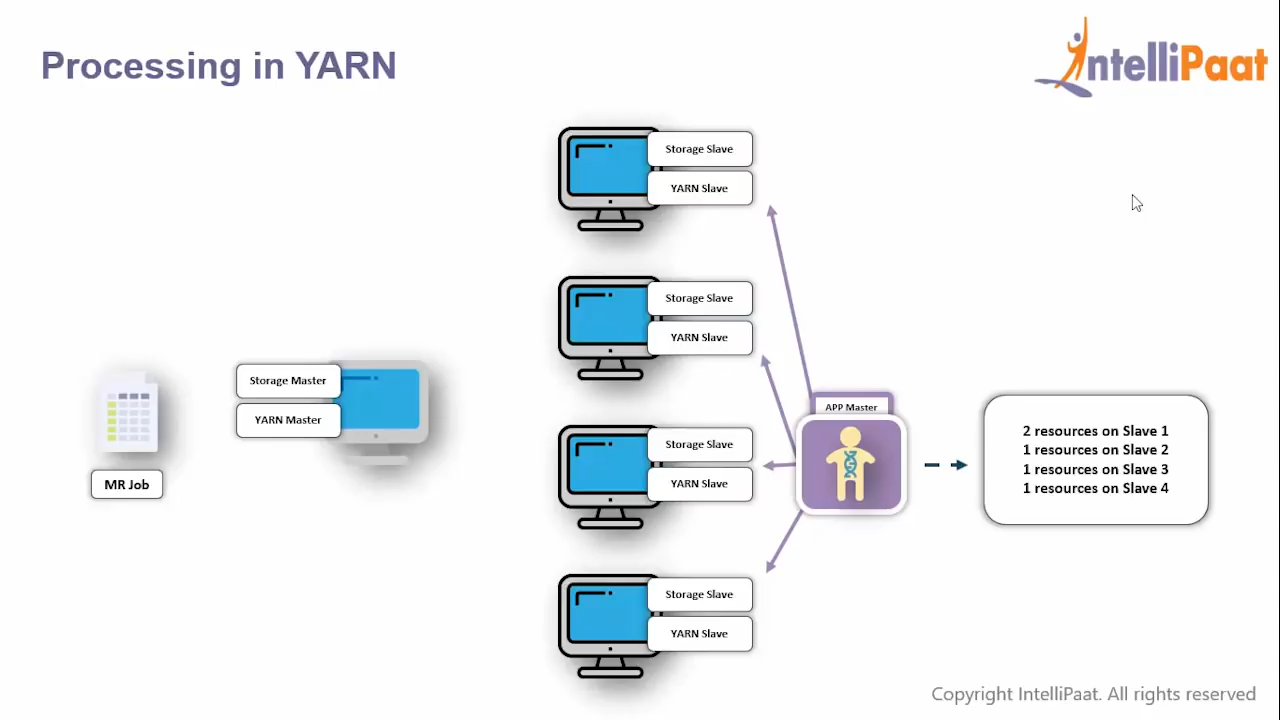 Processing in YARN
IntelliPaat
Storage Slave
YARN Slave
Storage Slave
YARN Slave
Storage Master
YARN Master
MR Job
Storage Slave
YARN Slave
APP Master
2 resources on Slave 1
1 resources on Slave 2
1 resources on Slave 3
1 resources on Slave 4
Storage Slave
YARN Slave
Copyright IntelliPaat. All rights reserved